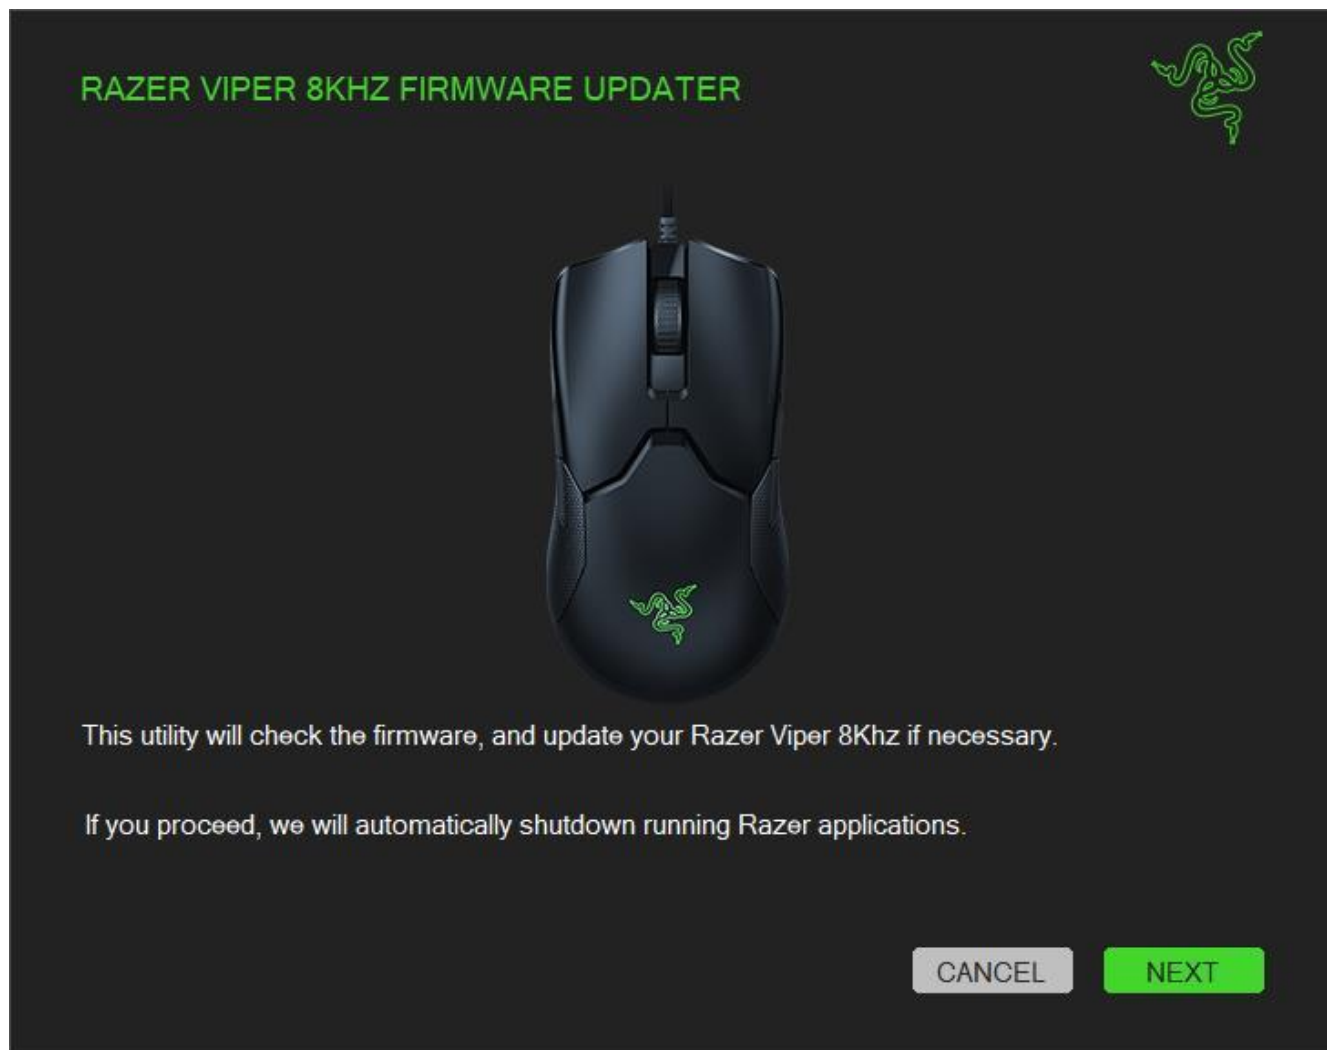 RAZER VIPER 8KHZ FIRMWARE UPDATER
This utility will check the firmware, and update your Razer Viper 8Khz if necessary.
If you proceed, we will automatically shutdown running Razer applications.
CANCEL
NEXT